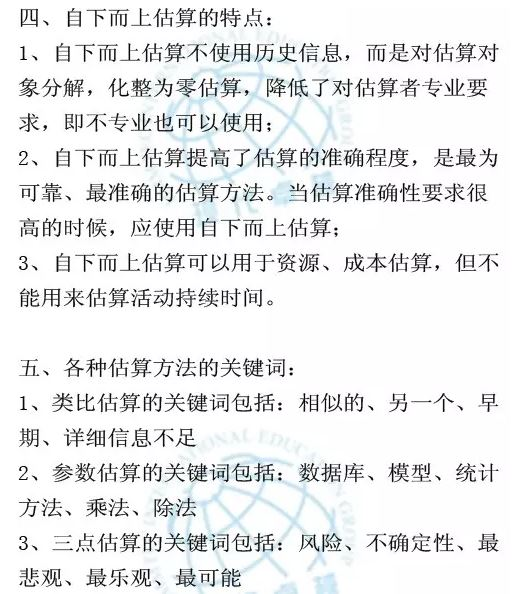 四、自下而上估算的特点：
1、自下而上估算不使用历史信息，而是对估算对
象分解，化整为零估算，降低了对估算者专业要
求，即不专业也可以使用；
2、自下而上估算提高了估算的准确程度，是最为
可靠、最准确的估算方法。当估算准确性要求很
高的时候，应使用自下而上估算；
3、自下而上估算可以用于资源、成本估算，但不
能用来估算活动持续时间。
五、各种估算方法的关键词：
1、类比估算的关键词包括：相似的、另一个、早
期、详细信息不足
2、参数估算的关键词包括：数据库、模型、统计
方法、乘法、除法
3、三点估算的关键词包括：风险、不确定性、最
悲观、最乐观、最可能